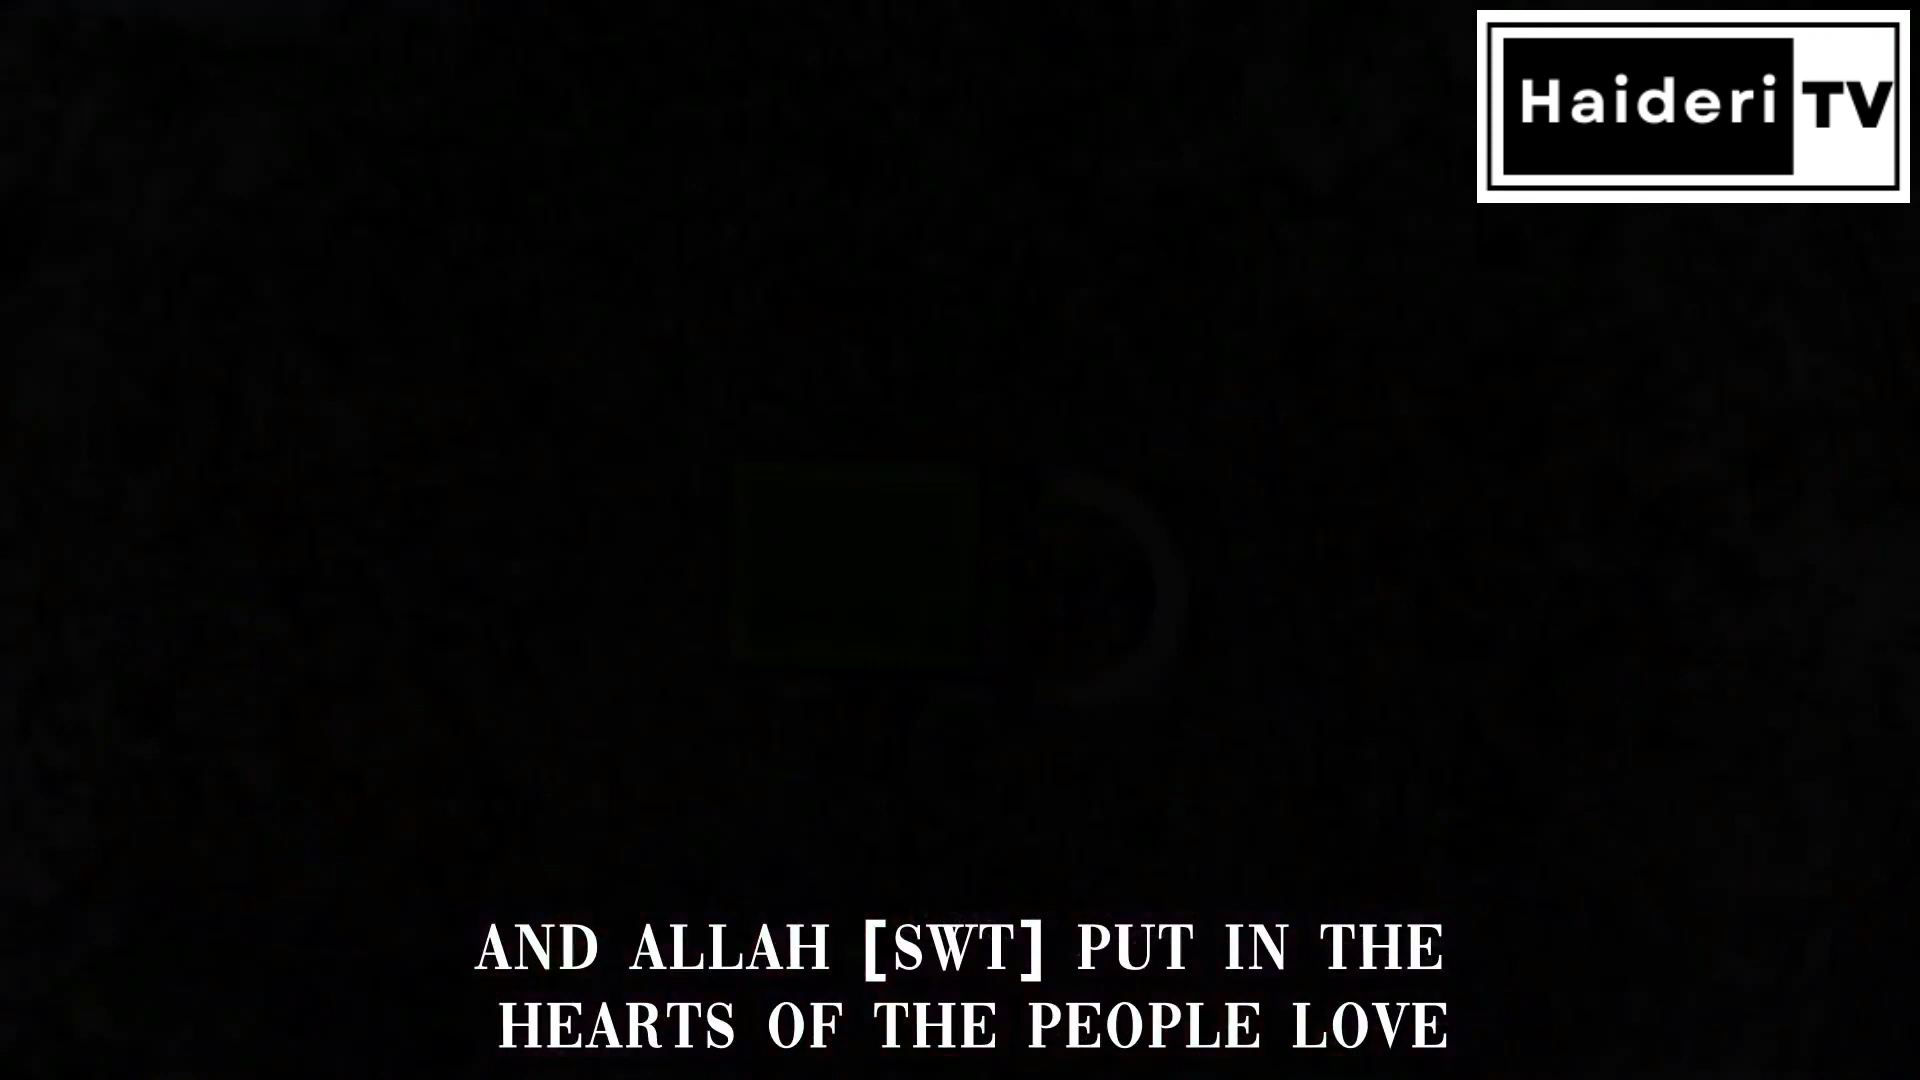 Haideri TV
AND ALLAH [SWT] PUT IN THE
HEARTS OF THE PEOPLE LOVE